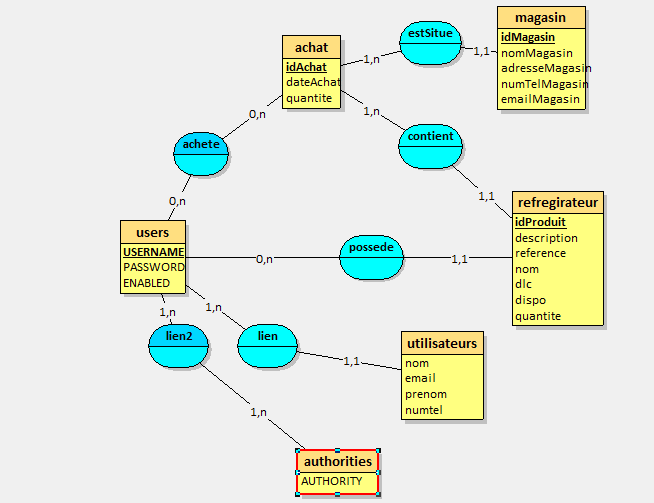 magasin
idMagasin
nomMagasin
adresseMagasin
numTelMagasin
emailMagasin
estSitue
1,n
1,1
achat
idAchat
dateAchat
quantite
0,n
1,n
contient
1,1
achete
0,n
refregirateur
idProduit
description
reference
nom
dlc
dispo
quantite
users
USERNAME
PASSWORD
ENABLED
0,n
possede
1,1
1,n
1,n
lien2
lien
1,1
utilisateurs
nom
email
prenom
numtel
1,n
authorities
AUTHORITY